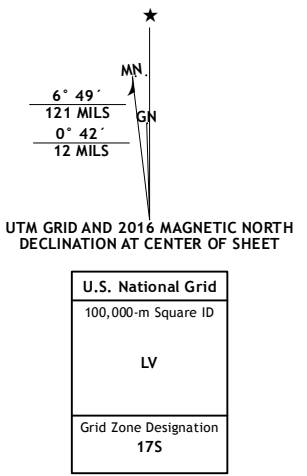 ★
MN.
6° 49´
121 MILS
GN
0° 42´
12 MILS
UTM GRID AND 2016 MAGNETIC NORTH
DECLINATION AT CENTER OF SHEET
U.S. National Grid
100,000-m Square ID
LV
Grid Zone Designation
17S